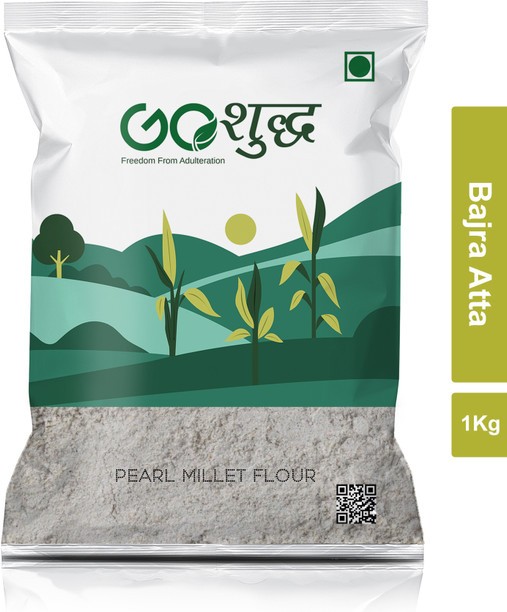 GOशुद्ध
Freedom From Adulteration
PEARL MILLET FLOUR
Bajra Atta
1Kg